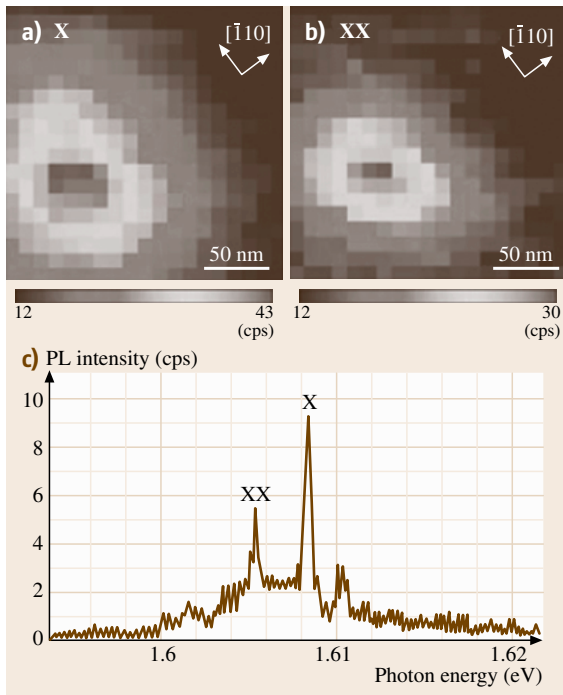 a) X
[1̄10]
50 nm
12 43
(cps)
b) XX
[1̄10]
50 nm
12 30
(cps)
c) PL intensity (cps)
10
8
6
4
2
0
XX
X
1.6 1.61 1.62
Photon energy (eV)